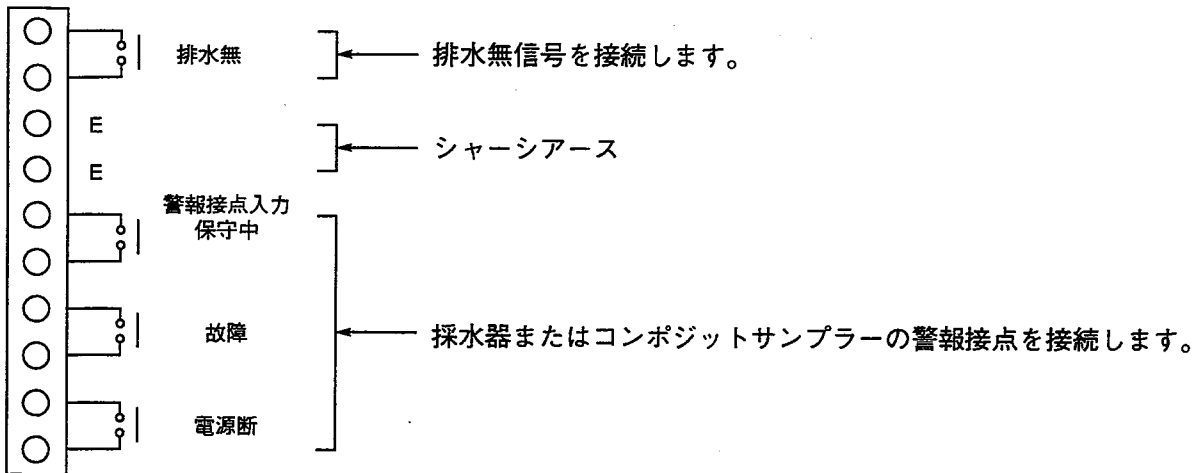 排水無
排水無信号を接続します。
E
シャーシアース
E
警報接点入力
保守中
故障
採水器またはコンポジットサンプラーの警報接点を接続します。
電源断